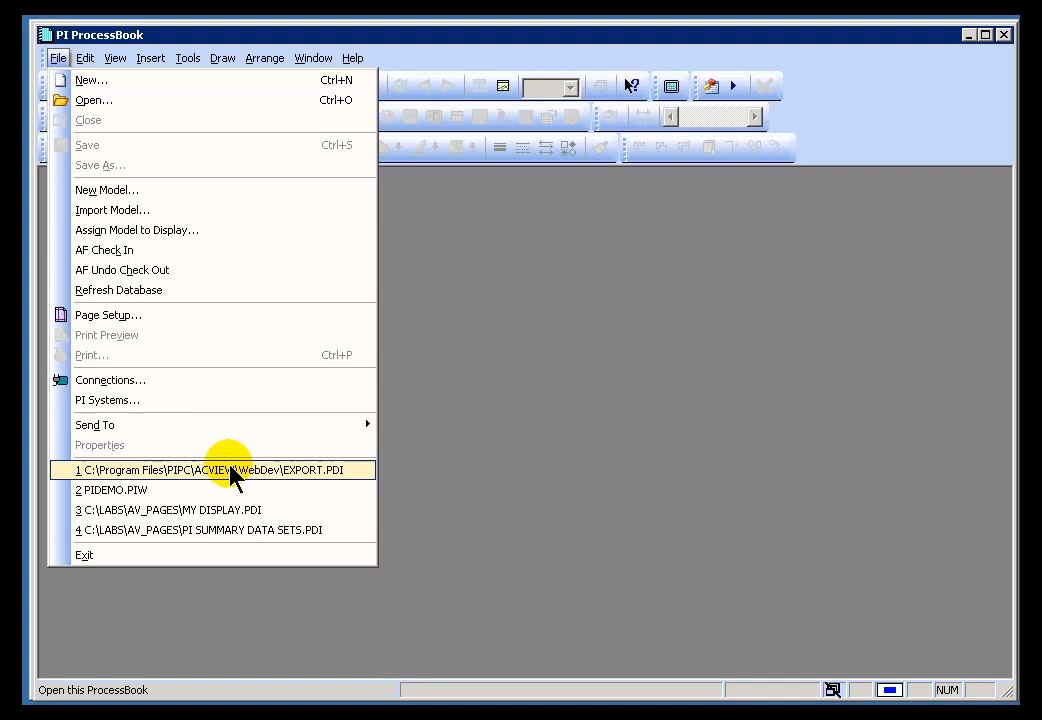 PI ProcessBook
File Edit View Insert Tools Draw Arrange Window Help
New... Ctrl+N
Open... Ctrl+O
Close
Save Ctrl+S
Save As...
New Model...
Import Model...
Assign Model to Display...
AF Check In
AF Undo Check Out
Refresh Database
Page Setup...
Print Preview
Print... Ctrl+P
Connections...
PI Systems...
Send To
Properties
1 C:\Program Files\PIPC\ACVIEW\WebDev\EXPORT.PDI
2 PIDEMO.PIW
3 C:\LABS\AV_PAGES\MY DISPLAY.PDI
4 C:\LABS\AV_PAGES\PI SUMMARY DATA SETS.PDI
Exit
Open this ProcessBook NUM